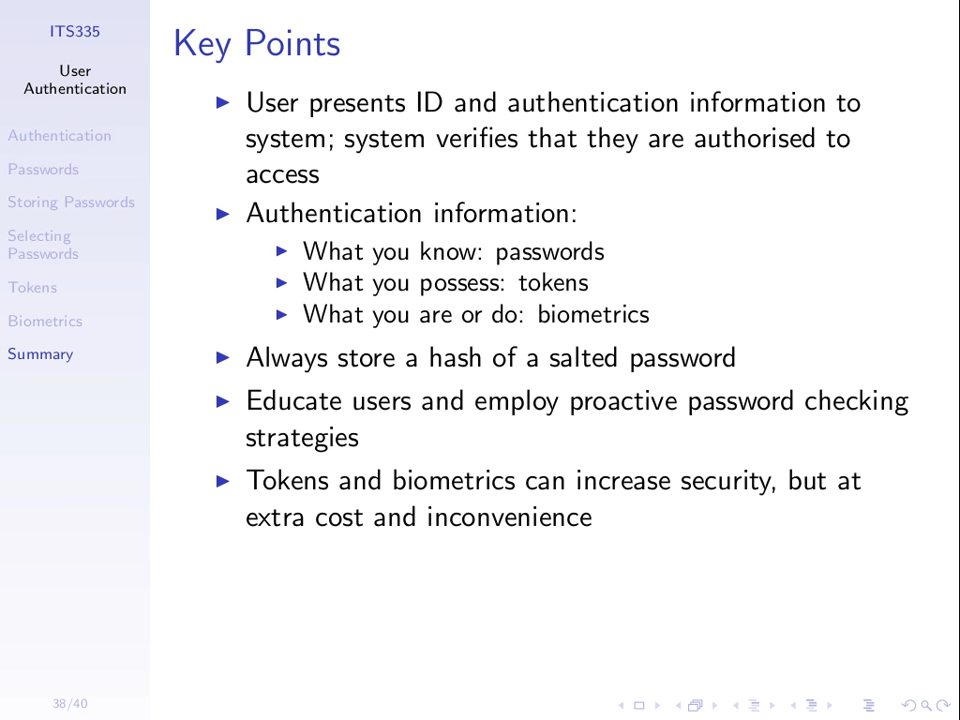 ITS335
User
Authentication
Authentication
Passwords
Storing Passwords
Selecting
Passwords
Tokens
Biometrics
Summary
38/40
Key Points
User presents ID and authentication information to
system; system verifies that they are authorised to
access
Authentication information:
What you know: passwords
What you possess: tokens
What you are or do: biometrics
Always store a hash of a salted password
Educate users and employ proactive password checking
strategies
Tokens and biometrics can increase security, but at
extra cost and inconvenience